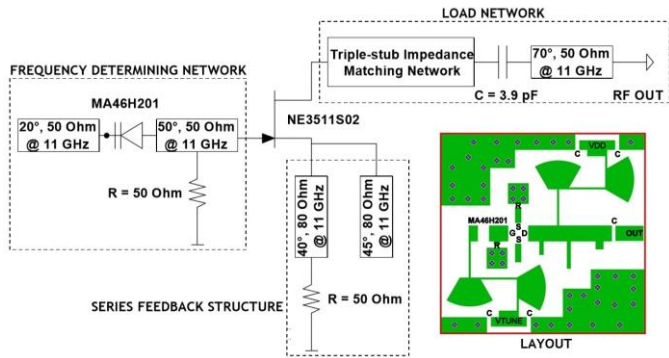 LOAD NETWORK
Triple-stub Impedance
Matching Network
70°, 50 Ohm
@ 11 GHz
C = 3.9 pF
RF OUT
FREQUENCY DETERMINING NETWORK
MA46H201
20°, 50 Ohm
@ 11 GHz
50°, 50 Ohm
@ 11 GHz
R = 50 Ohm
NE3511S02
40°, 80 Ohm
@ 11 GHz
45°, 80 Ohm
@ 11 GHz
R = 50 Ohm
SERIES FEEDBACK STRUCTURE
VDD
C
C
R
MA46H201
S
G
D
S
C
OUT
R
C
C
VTUNE
LAYOUT